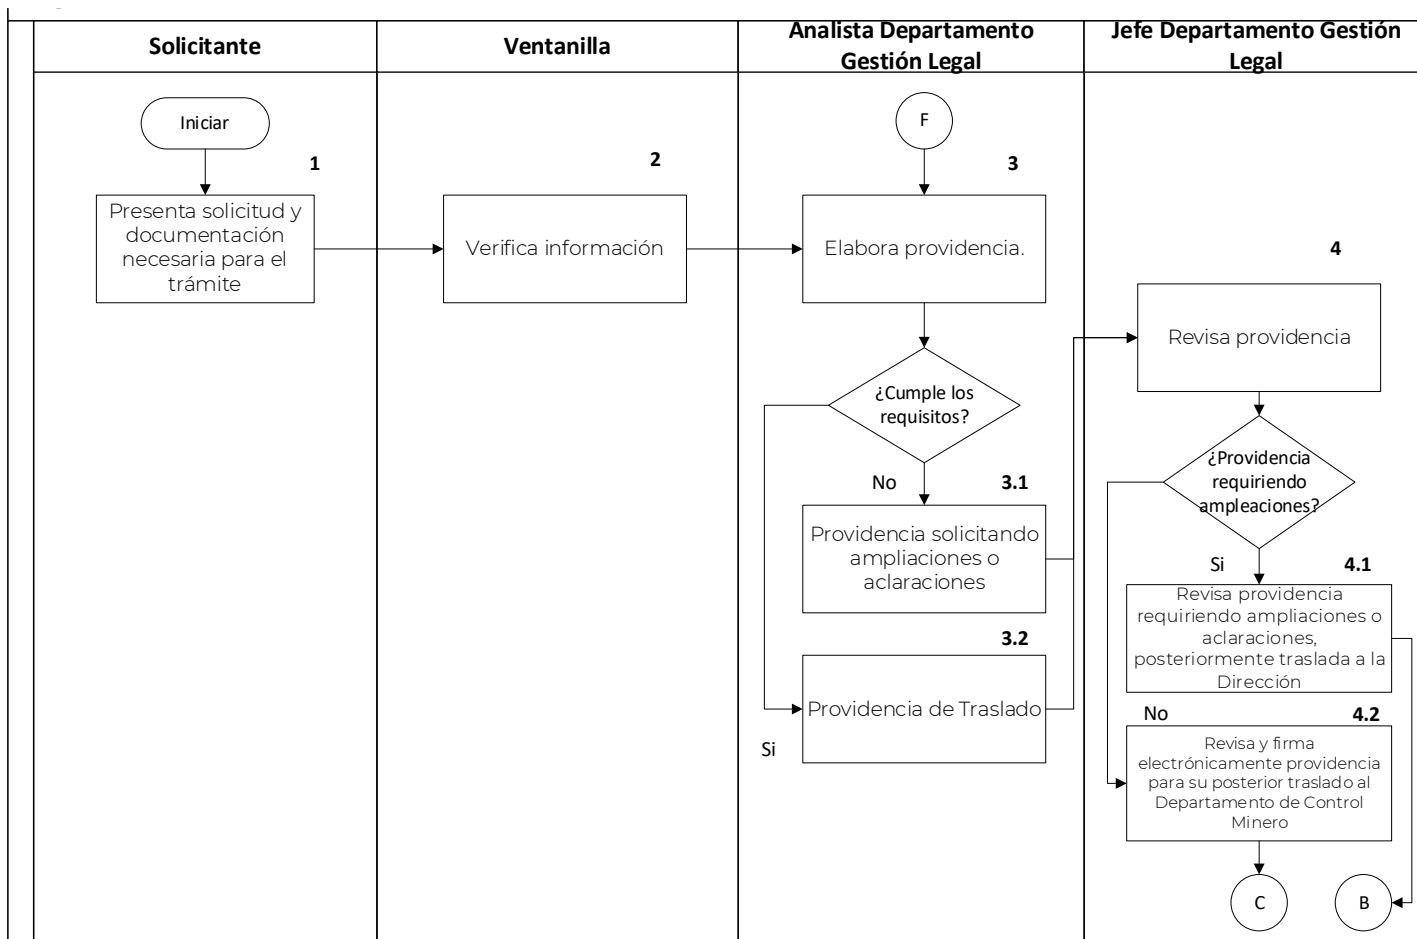 Solicitante
Ventanilla
Analista Departamento
Gestión Legal
Jefe Departamento Gestión
Legal
Iniciar
F
1
2
3
Presenta solicitud y
documentación
necesaria para el
trámite
Verifica información
Elabora providencia.
4
Revisa providencia
¿Cumple los
requisitos?
¿Providencia
requiriendo
ampleaciones?
No
3.1
Providencia solicitando
ampliaciones o
aclaraciones
Si
4.1
Revisa providencia
requiriendo ampliaciones o
aclaraciones,
posteriormente traslada a la
Dirección
3.2
Providencia de Traslado
Si
No
4.2
Revisa y firma
electrónicamente providencia
para su posterior traslado al
Departamento de Control
Minero
C
B